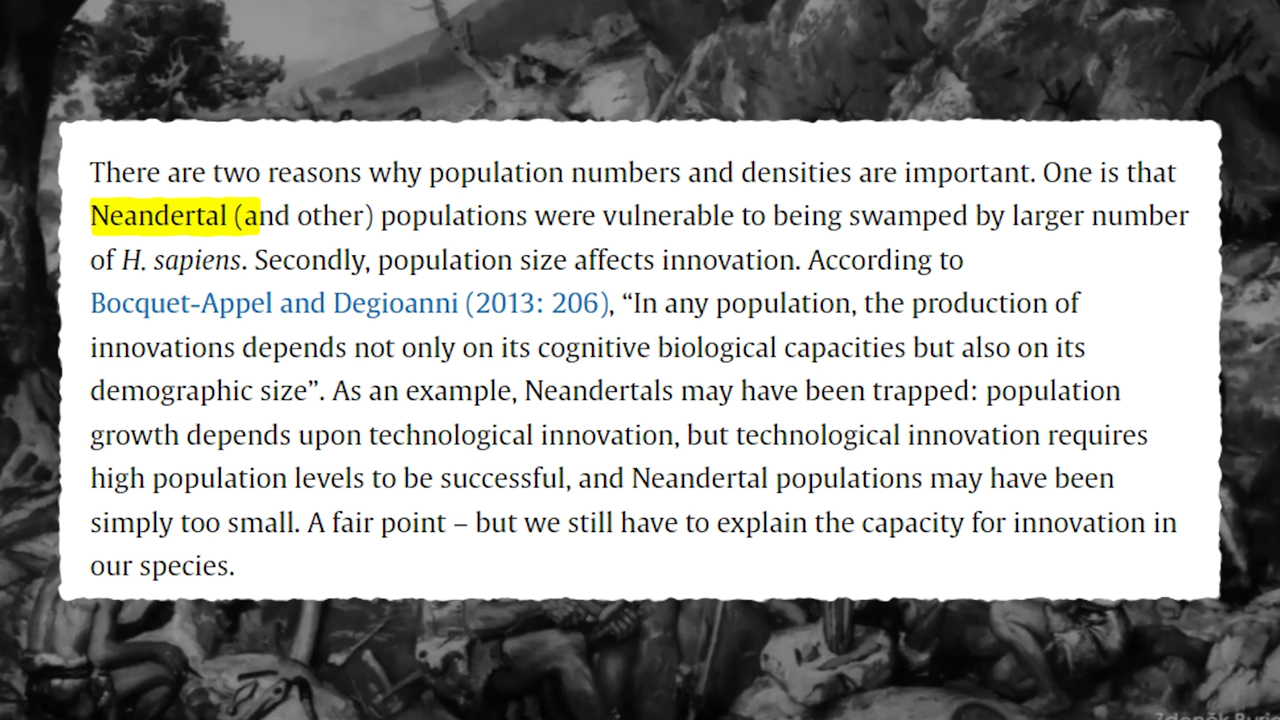 There are two reasons why population numbers and densities are important. One is that
Neandertal (and other) populations were vulnerable to being swamped by larger number
of H. sapiens. Secondly, population size affects innovation. According to
Bocquet-Appel and Degioanni (2013: 206), “In any population, the production of
innovations depends not only on its cognitive biological capacities but also on its
demographic size”. As an example, Neandertals may have been trapped: population
growth depends upon technological innovation, but technological innovation requires
high population levels to be successful, and Neandertal populations may have been
simply too small. A fair point – but we still have to explain the capacity for innovation in
our species.